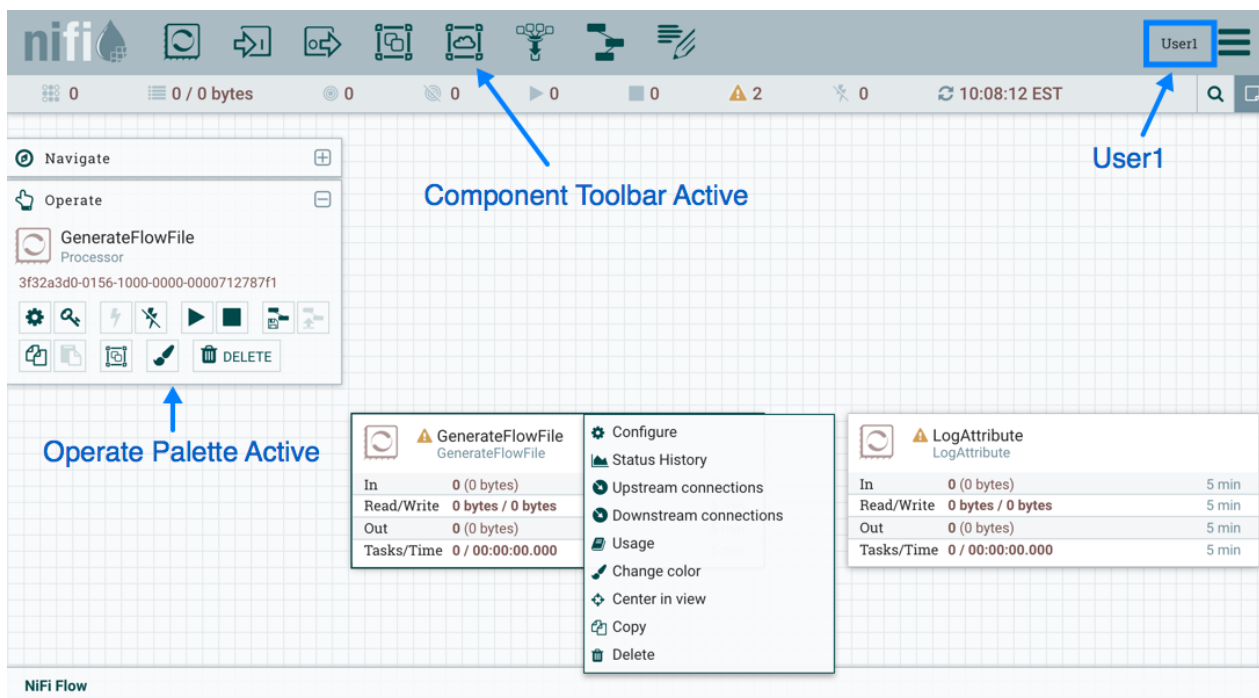 nifi
User1
0
0 / 0 bytes
0
0
0
0
2
0
10:08:12 EST
Navigate
User1
Component Toolbar Active
Operate
GenerateFlowFile
Processor
3f32a3d0-0156-1000-0000-0000712787f1
DELETE
Operate Palette Active
GenerateFlowFile
GenerateFlowFile
In 0 (0 bytes)
Read/Write 0 bytes / 0 bytes
Out 0 (0 bytes)
Tasks/Time 0 / 00:00:00.000
Configure
Status History
Upstream connections
Downstream connections
Usage
Change color
Center in view
Copy
Delete
LogAttribute
LogAttribute
In 0 (0 bytes) 5 min
Read/Write 0 bytes / 0 bytes 5 min
Out 0 (0 bytes) 5 min
Tasks/Time 0 / 00:00:00.000 5 min
NiFi Flow